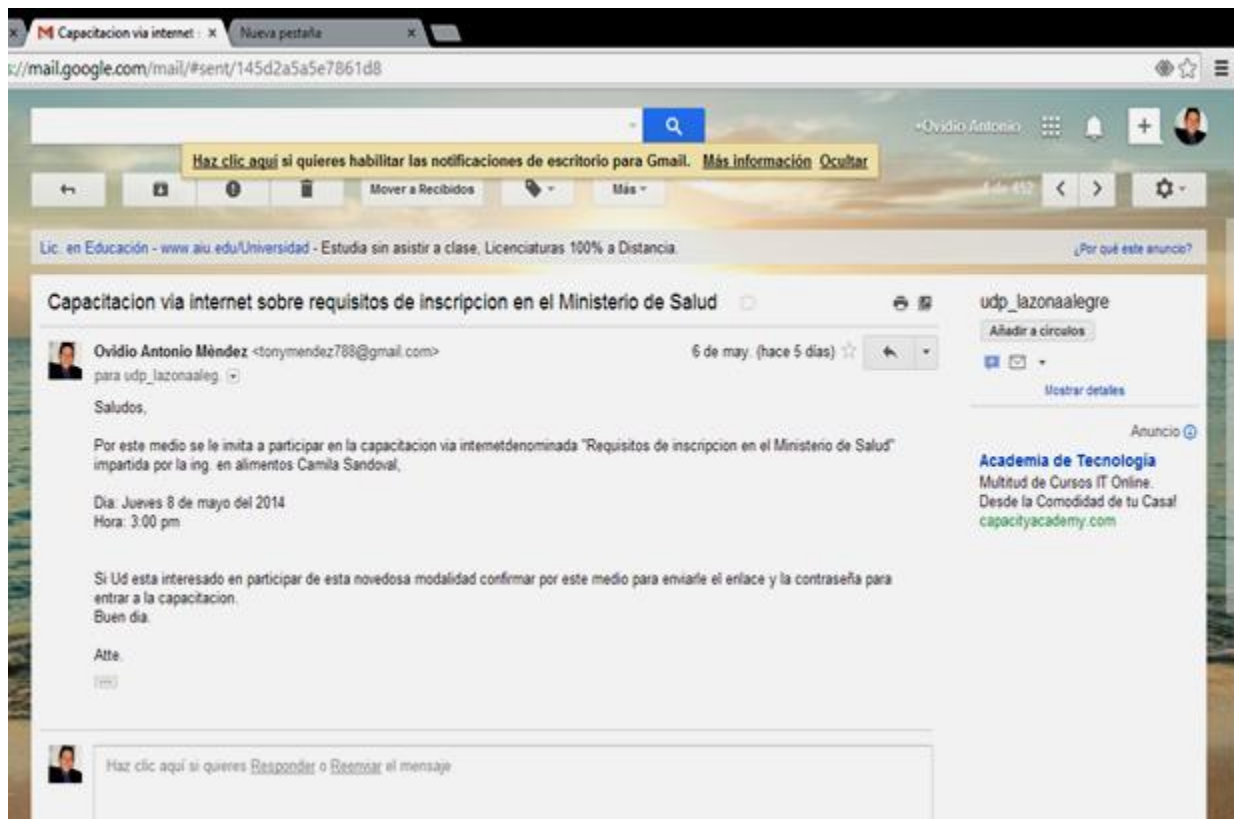 Capacitacion via internet
Nueva pestaña
://mail.google.com/mail/#sent/145d2a5a5e7861d8
+Ovidio Antonio
Haz clic aquí si quieres habilitar las notificaciones de escritorio para Gmail. Más información Ocultar
Mover a Recibidos
Más
4 de 452
Lic. en Educación - www.aiu.edu/Universidad - Estudia sin asistir a clase, Licenciaturas 100% a Distancia.
¿Por qué este anuncio?
Capacitacion via internet sobre requisitos de inscripcion en el Ministerio de Salud
Ovidio Antonio Mèndez <tonymendez788@gmail.com>
6 de may. (hace 5 días)
para udp_lazonaaleg.
Saludos,
Por este medio se le invita a participar en la capacitacion via internetdenominada "Requisitos de inscripcion en el Ministerio de Salud"
impartida por la ing. en alimentos Camila Sandoval,
Dia: Jueves 8 de mayo del 2014
Hora: 3:00 pm
Si Ud esta interesado en participar de esta novedosa modalidad confirmar por este medio para enviarle el enlace y la contraseña para
entrar a la capacitacion.
Buen dia.
Atte.
Haz clic aquí si quieres Responder o Reenviar el mensaje
udp_lazonaalegre
Añadir a círculos
Mostrar detalles
Anuncio
Academia de Tecnología
Multitud de Cursos IT Online.
Desde la Comodidad de tu Casa!
capacityacademy.com